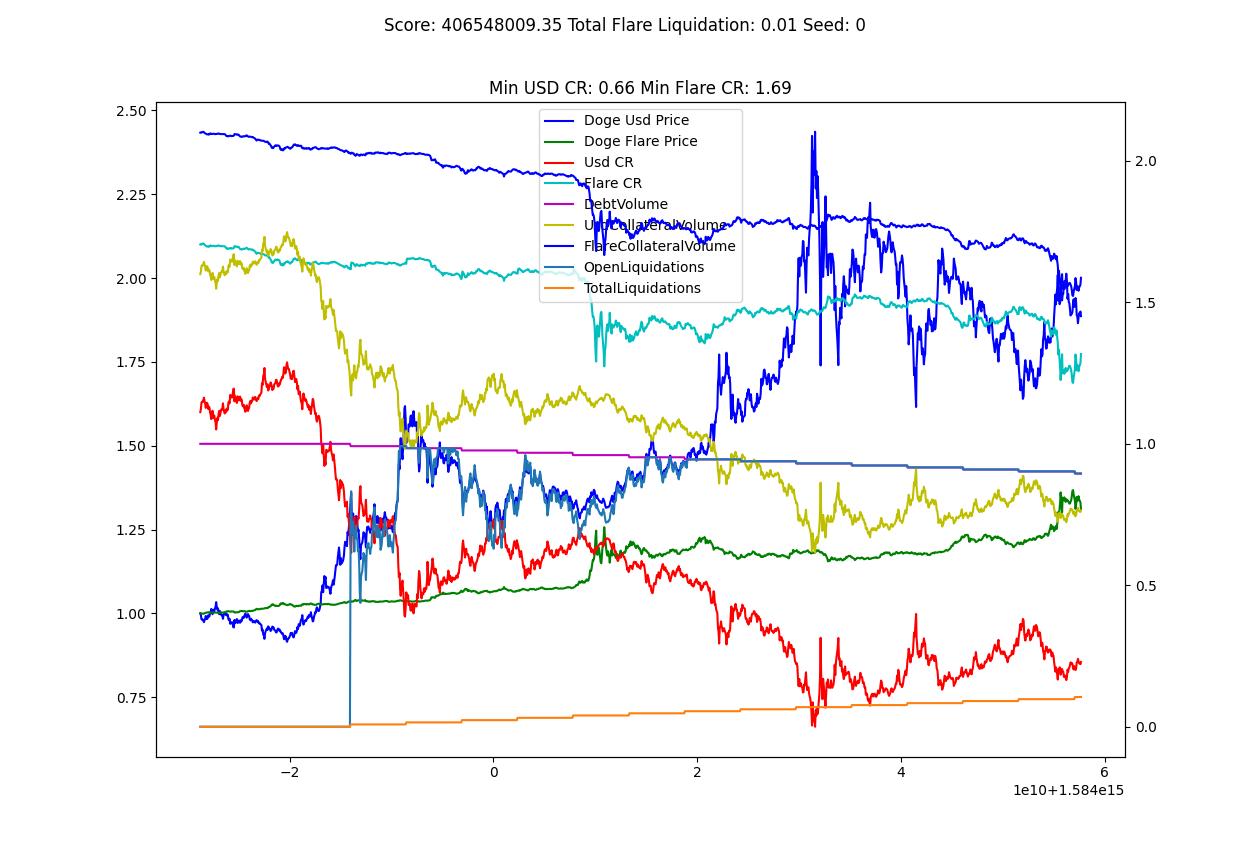 Score: 406548009.35 Total Flare Liquidation: 0.01 Seed: 0
Min USD CR: 0.66 Min Flare CR: 1.69
Doge Usd Price
Doge Flare Price
Usd CR
Flare CR
DebtVolume
UsdCollateralVolume
FlareCollateralVolume
OpenLiquidations
TotalLiquidations
2.50
2.25
2.00
1.75
1.50
1.25
1.00
0.75
2.0
1.5
1.0
0.5
0.0
−2
0
2
4
6
1e10+1.584e15